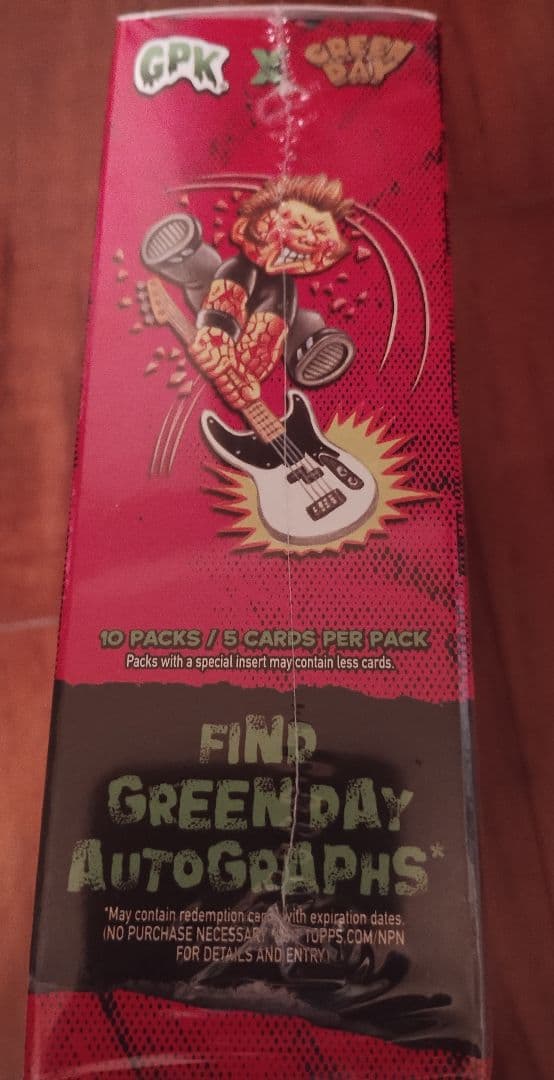 GPK X GREEN DAY
10 PACKS / 5 CARDS PER PACK
Packs with a special insert may contain less cards.
FIND
GREEN DAY
AUTOGRAPHS*
*May contain redemption with expiration dates.
(NO PURCHASE NECESSARY TOPPS.COM/NPN
FOR DETAILS AND ENTRY)